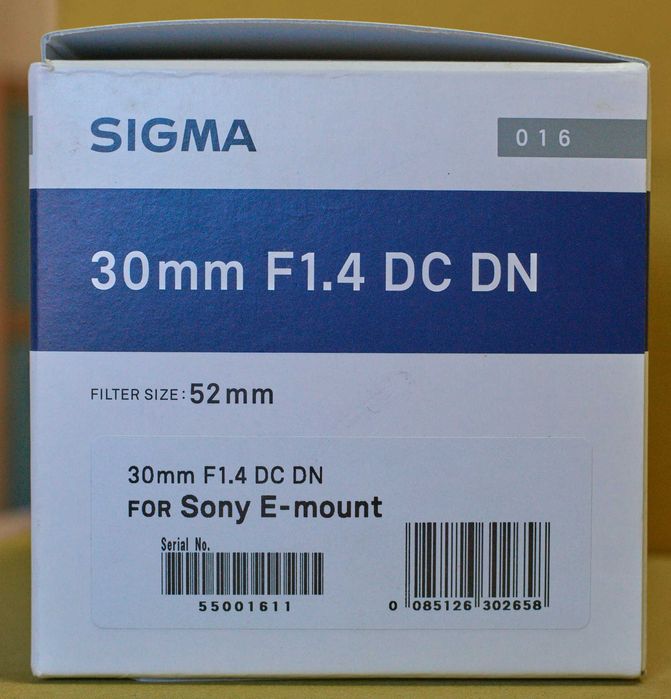 SIGMA
016
30mm F1.4 DC DN
FILTER SIZE: 52mm
30mm F1.4 DC DN
FOR Sony E-mount
Serial No.
55001611
0 085126 302658